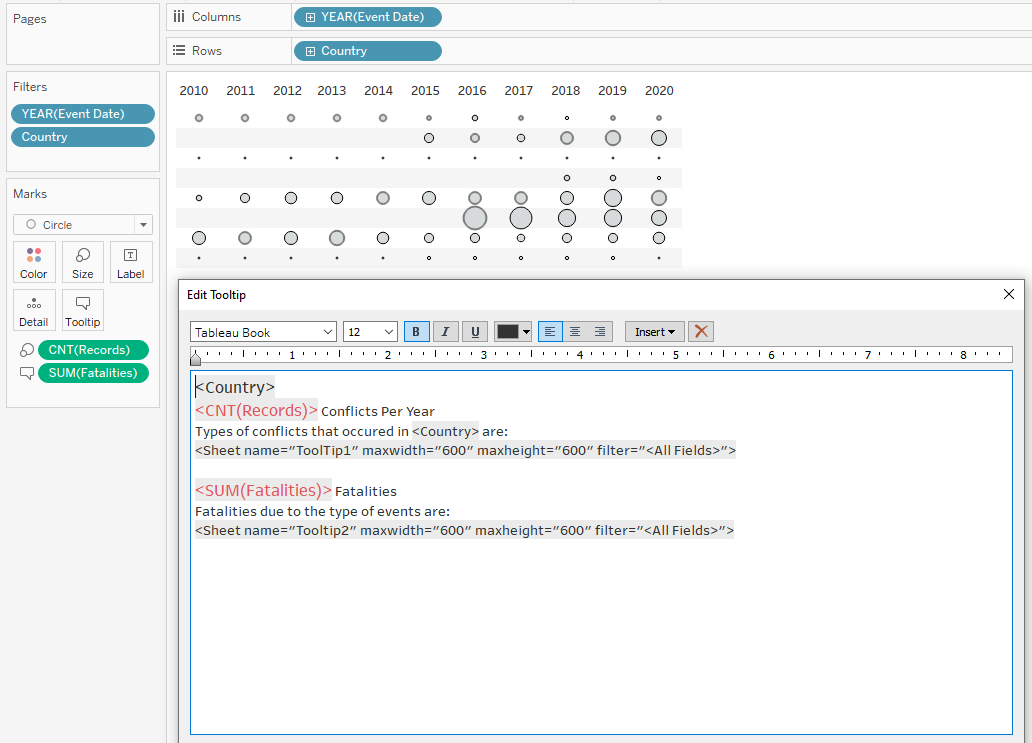 Pages
Columns
YEAR(Event Date)
Rows
Country
Filters
YEAR(Event Date)
Country
Marks
Circle
Color
Size
Label
Detail
Tooltip
CNT(Records)
SUM(Fatalities)
2010 2011 2012 2013 2014 2015 2016 2017 2018 2019 2020
Edit Tooltip
Tableau Book 12 B I U Insert
1 2 3 4 5 6 7 8
<Country>
<CNT(Records)> Conflicts Per Year
Types of conflicts that occured in <Country> are:
<Sheet name="ToolTip1" maxwidth="600" maxheight="600" filter="<All Fields>">
<SUM(Fatalities)> Fatalities
Fatalities due to the type of events are:
<Sheet name="Tooltip2" maxwidth="600" maxheight="600" filter="<All Fields>">